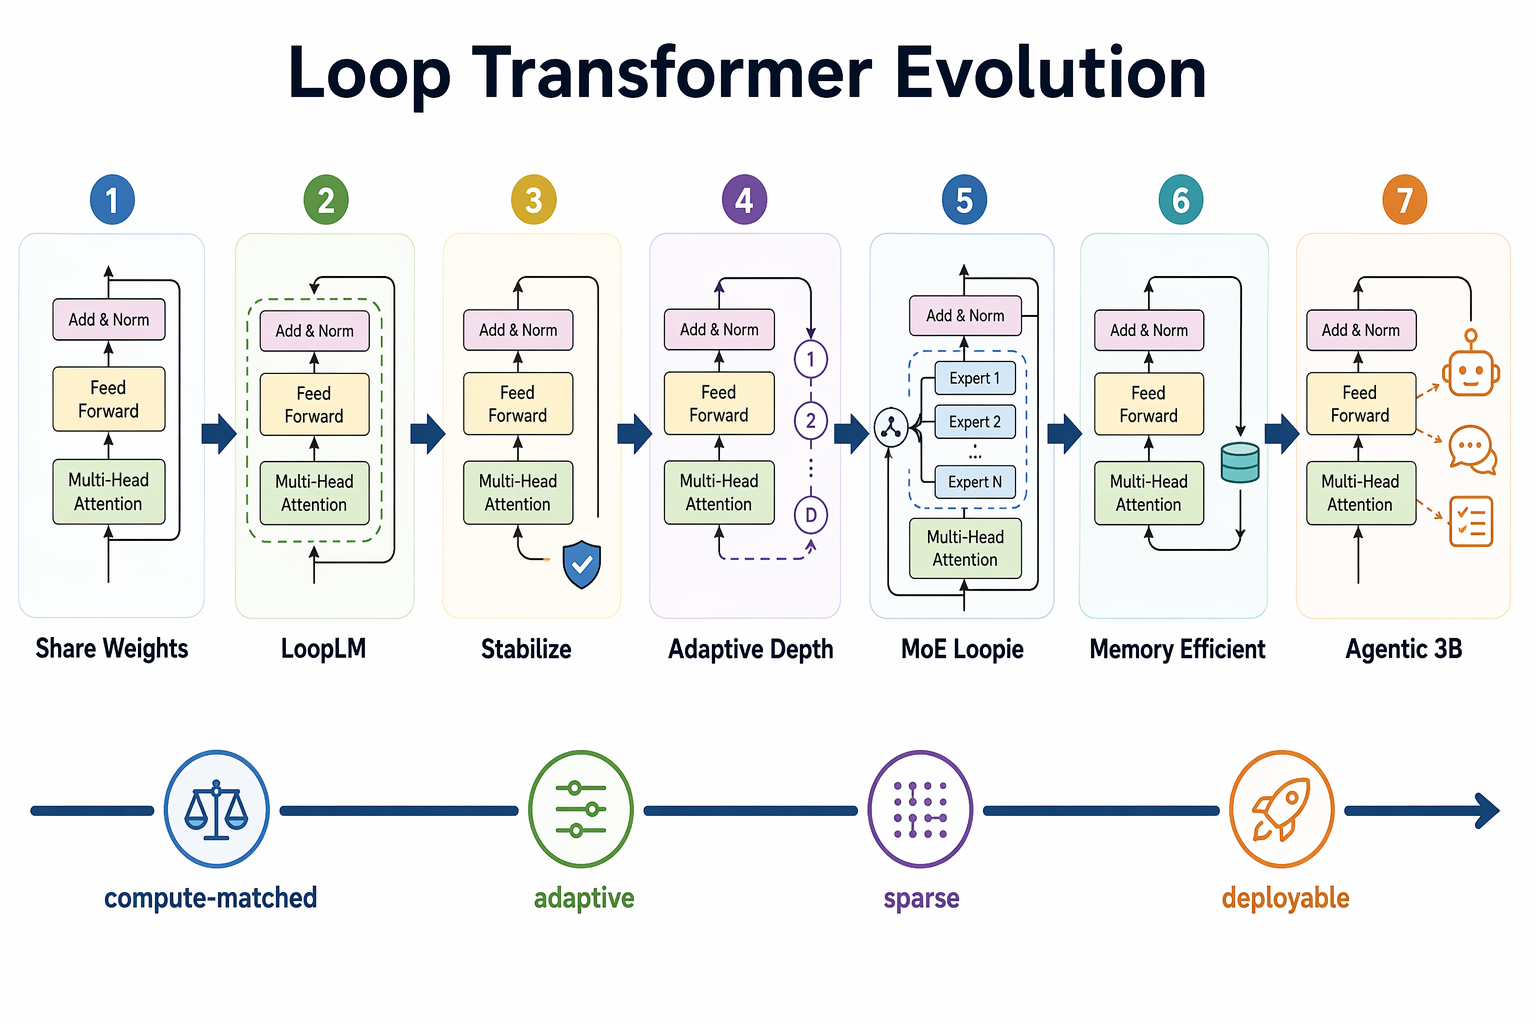 Loop Transformer Evolution
1
Add & Norm
Feed
Forward
Multi-Head
Attention
Share Weights
2
Add & Norm
Feed
Forward
Multi-Head
Attention
LoopLM
3
Add & Norm
Feed
Forward
Multi-Head
Attention
Stabilize
4
Add & Norm
Feed
Forward
Multi-Head
Attention
1
2
D
Adaptive Depth
5
Add & Norm
Expert 1
Expert 2
...
Expert N
Multi-Head
Attention
MoE Loopie
6
Add & Norm
Feed
Forward
Multi-Head
Attention
Memory Efficient
7
Add & Norm
Feed
Forward
Multi-Head
Attention
Agentic 3B
compute-matched
adaptive
sparse
deployable